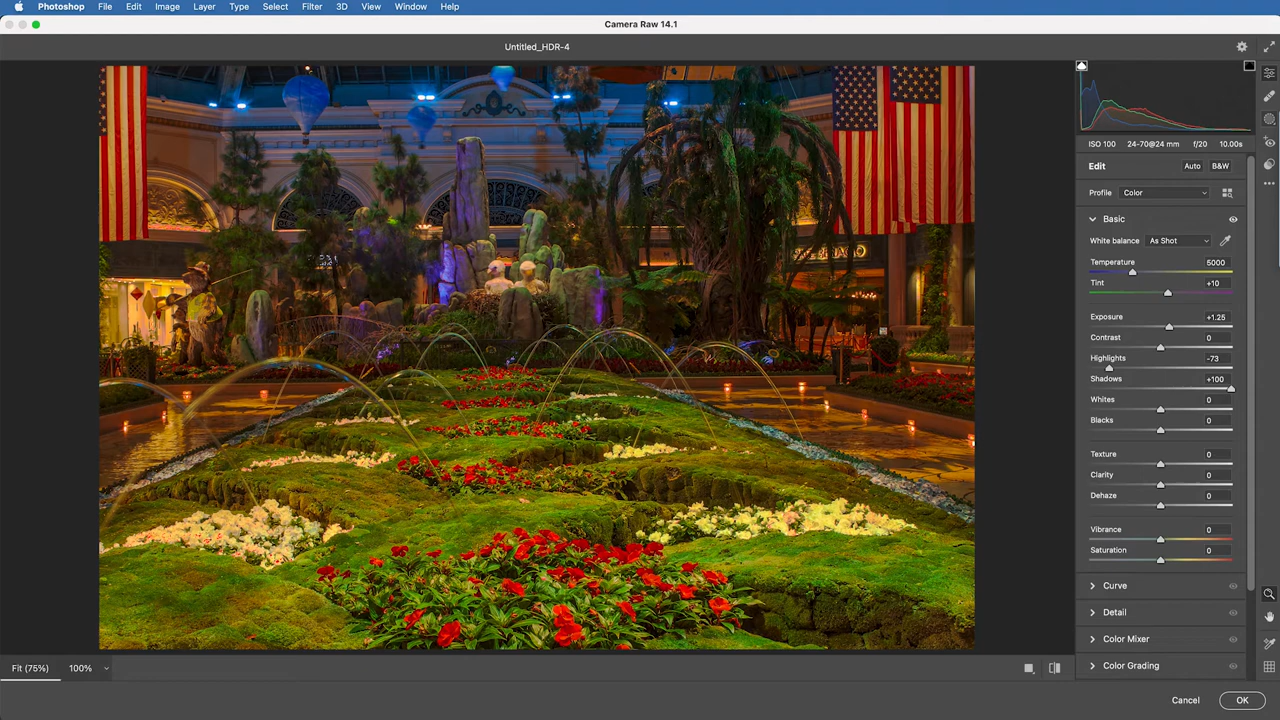 Photoshop File Edit Image Layer Type Select Filter 3D View Window Help
Camera Raw 14.1
Untitled_HDR-4
ISO 100 24-70@24 mm f/20 10.00s
Edit Auto B&W
Profile Color
Basic
White balance As Shot
Temperature 5000
Tint +10
Exposure +1.25
Contrast 0
Highlights -73
Shadows +100
Whites 0
Blacks 0
Texture 0
Clarity 0
Dehaze 0
Vibrance 0
Saturation 0
Curve
Detail
Color Mixer
Color Grading
Fit (75%) 100%
Cancel OK